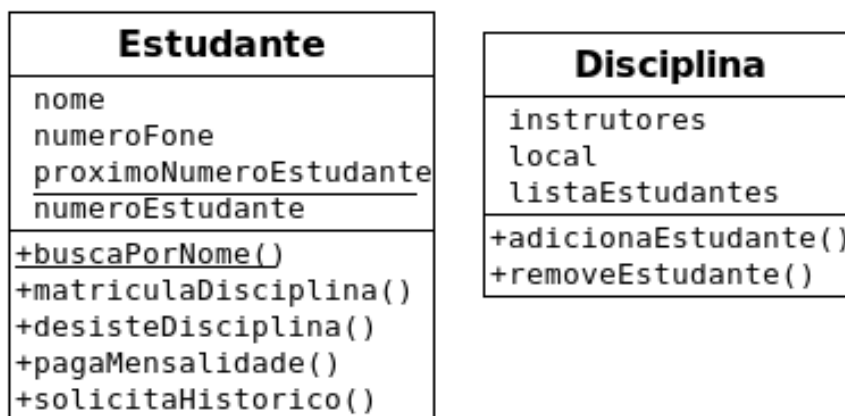 Estudante
nome
numeroFone
proximoNumeroEstudante
numeroEstudante
+buscaPorNome()
+matriculaDisciplina()
+desisteDisciplina()
+pagaMensalidade()
+solicitaHistorico()
Disciplina
instrutores
local
listaEstudantes
+adicionaEstudante()
+removeEstudante()